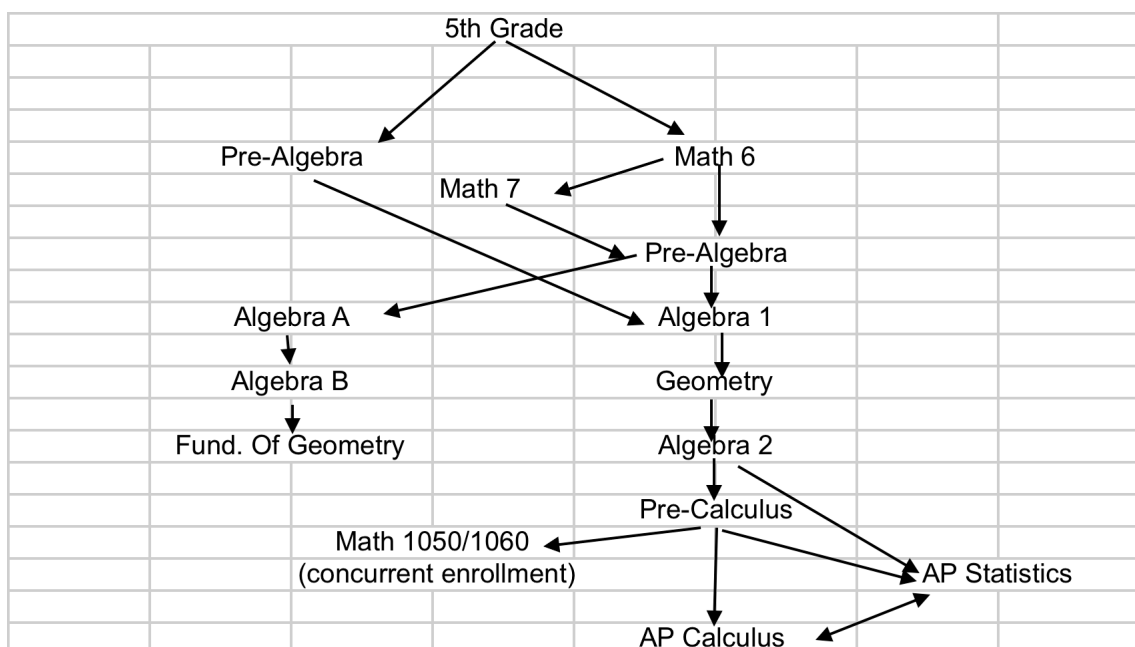 5th Grade
Pre-Algebra
Math 6
Math 7
Pre-Algebra
Algebra A
Algebra 1
Algebra B
Geometry
Fund. Of Geometry
Algebra 2
Pre-Calculus
Math 1050/1060
(concurrent enrollment)
AP Statistics
AP Calculus